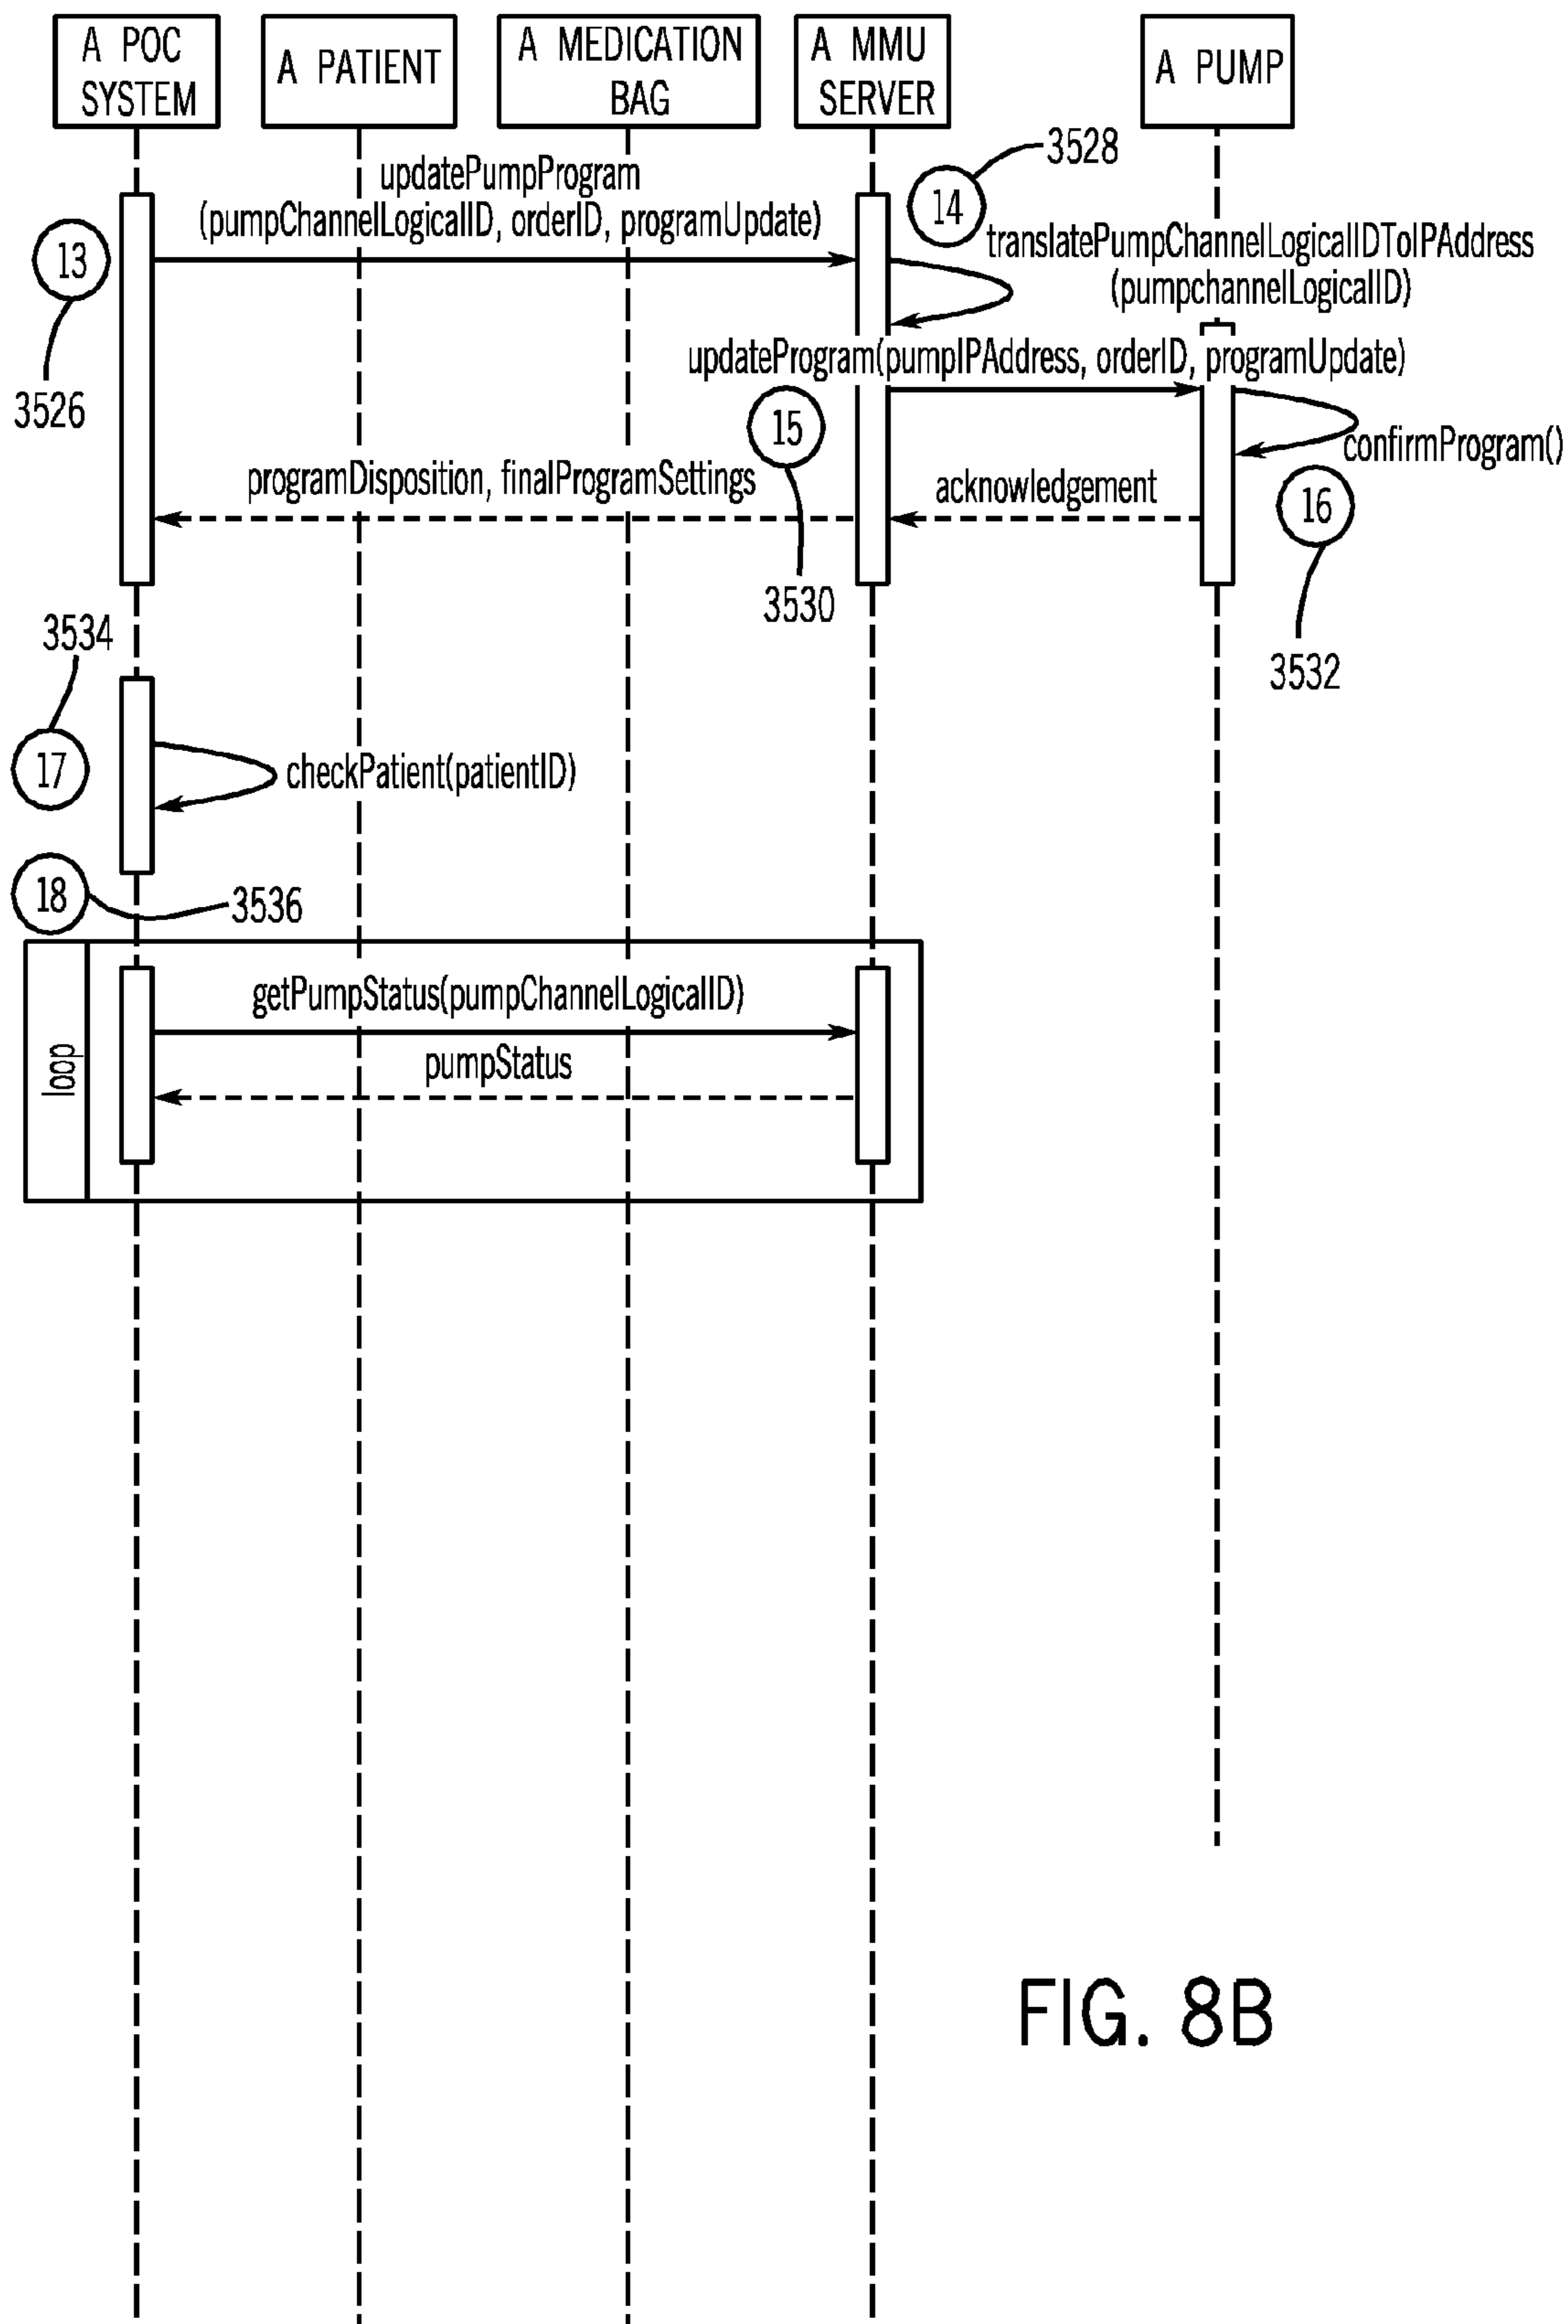 A POC
SYSTEM
A PATIENT
A MEDICATION
BAG
A MMU
SERVER
A PUMP
3528
updatePumpProgram
(pumpChannelLogicalID, orderID, programUpdate)
14
13
translatePumpChannelLogicalIDToIPAddress
(pumpchannelLogicalID)
updateProgram(pumpIPAddress, orderID, programUpdate)
3526
15
confirmProgram()
programDisposition, finalProgramSettings
acknowledgement
16
3530
3534
3532
17
checkPatient(patientID)
18
3536
loop
getPumpStatus(pumpChannelLogicalID)
pumpStatus
FIG. 8B